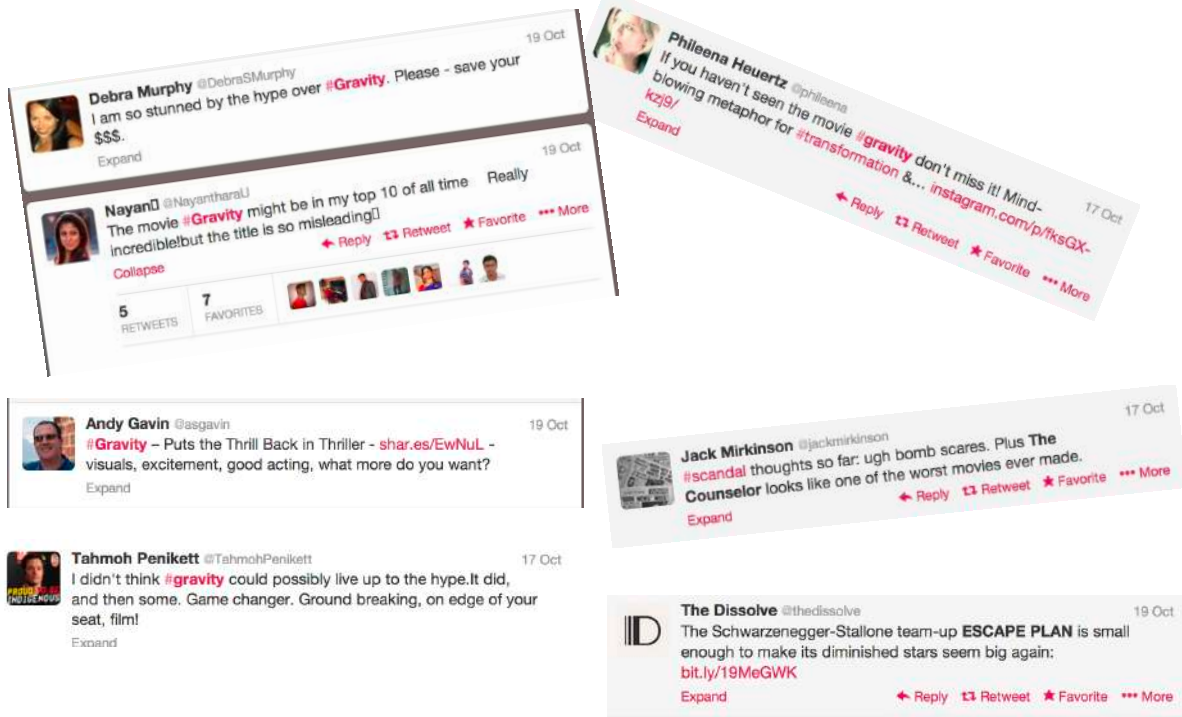 19 Oct
Debra Murphy @DebraSMurphy
I am so stunned by the hype over #Gravity. Please - save your
$$$.
Expand
19 Oct
Nayan @NayantharaU
The movie #Gravity might be in my top 10 of all time Really
incredible!but the title is so misleading
Reply Retweet Favorite More
Collapse
5
RETWEETS
7
FAVORITES
Phileena Heuertz @phileena
17 Oct
If you haven't seen the movie #gravity don't miss it! Mind-
blowing metaphor for #transformation &... instagram.com/p/fksGX-
kzj9/
Expand
Reply Retweet Favorite More
Andy Gavin @asgavin 19 Oct
#Gravity – Puts the Thrill Back in Thriller - shar.es/EwNuL -
visuals, excitement, good acting, what more do you want?
Expand
17 Oct
Jack Mirkinson @jackmirkinson
#scandal thoughts so far: ugh bomb scares. Plus The
Counselor looks like one of the worst movies ever made.
Expand Reply Retweet Favorite More
PROUD TO BE
INDIGENOUS
Tahmoh Penikett @TahmohPenikett 17 Oct
I didn't think #gravity could possibly live up to the hype.It did,
and then some. Game changer. Ground breaking, on edge of your
seat, film!
Expand
D
The Dissolve @thedissolve 19 Oct
The Schwarzenegger-Stallone team-up ESCAPE PLAN is small
enough to make its diminished stars seem big again:
bit.ly/19MeGWK
Expand Reply Retweet Favorite More